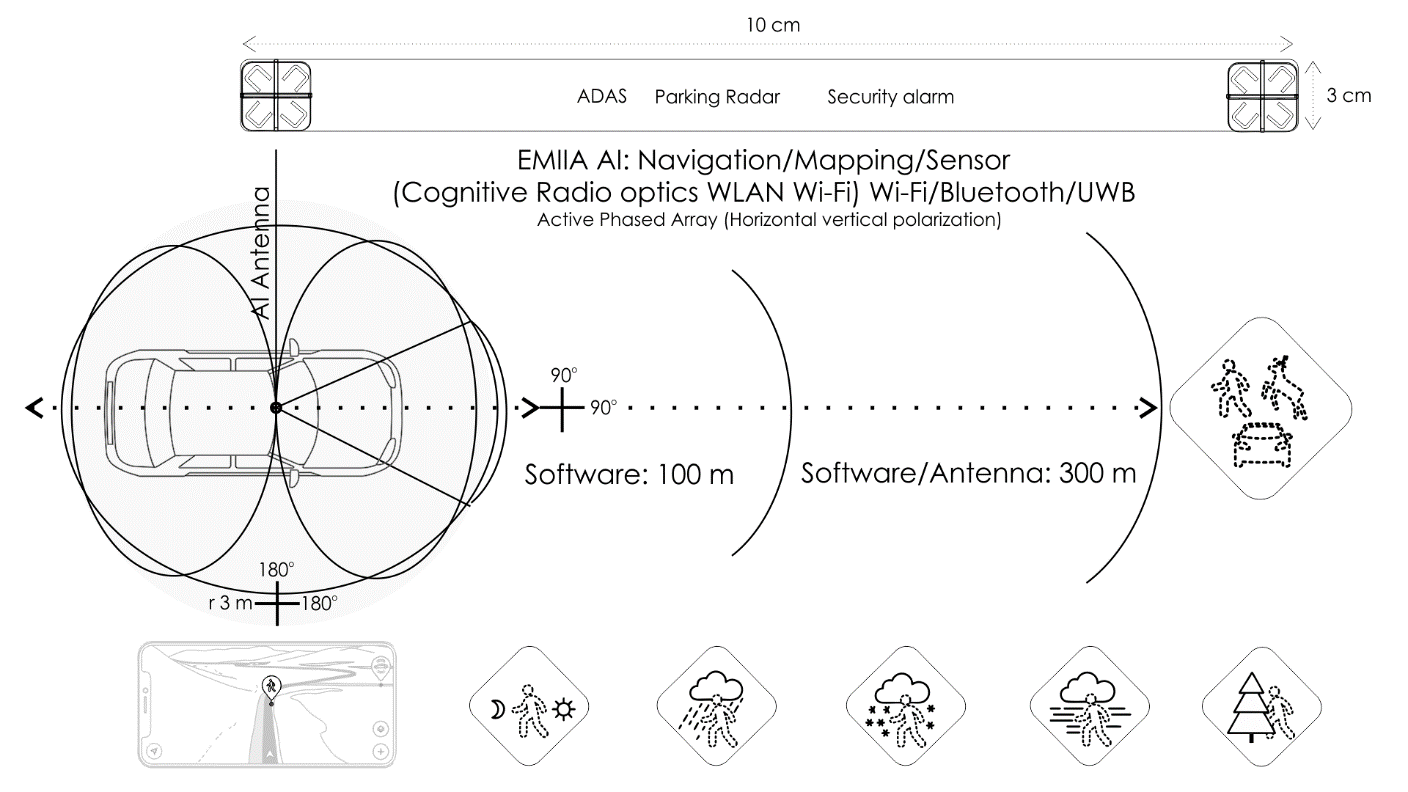 10 cm
ADAS Parking Radar Security alarm
3 cm
EMIIA AI: Navigation/Mapping/Sensor
(Cognitive Radio optics WLAN Wi-Fi) Wi-Fi/Bluetooth/UWB
Active Phased Array (Horizontal vertical polarization)
AI Antenna
90°
90°
Software: 100 m
Software/Antenna: 300 m
180°
r 3 m
180°